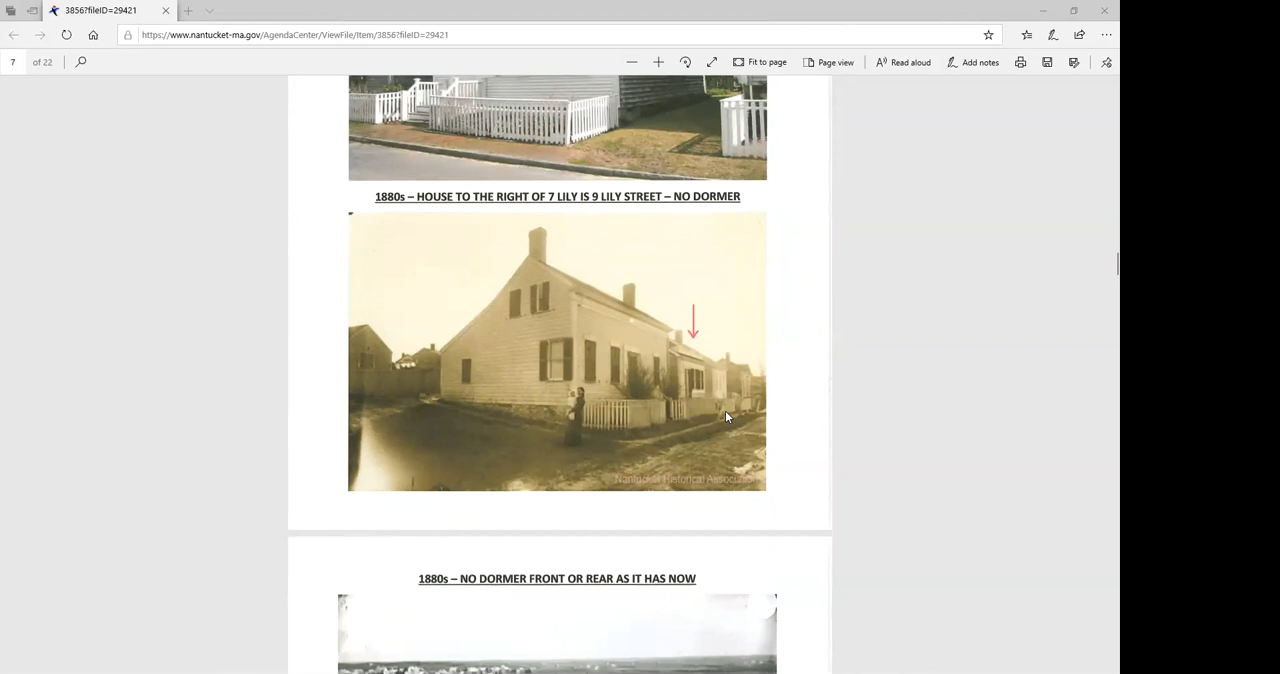 3856?fileID=29421
https://www.nantucket-ma.gov/AgendaCenter/ViewFile/Item/3856?fileID=29421
7 of 22
Fit to page
Page view
Read aloud
Add notes
1880s – HOUSE TO THE RIGHT OF 7 LILY IS 9 LILY STREET – NO DORMER
Nantucket Historical Association
1880s – NO DORMER FRONT OR REAR AS IT HAS NOW